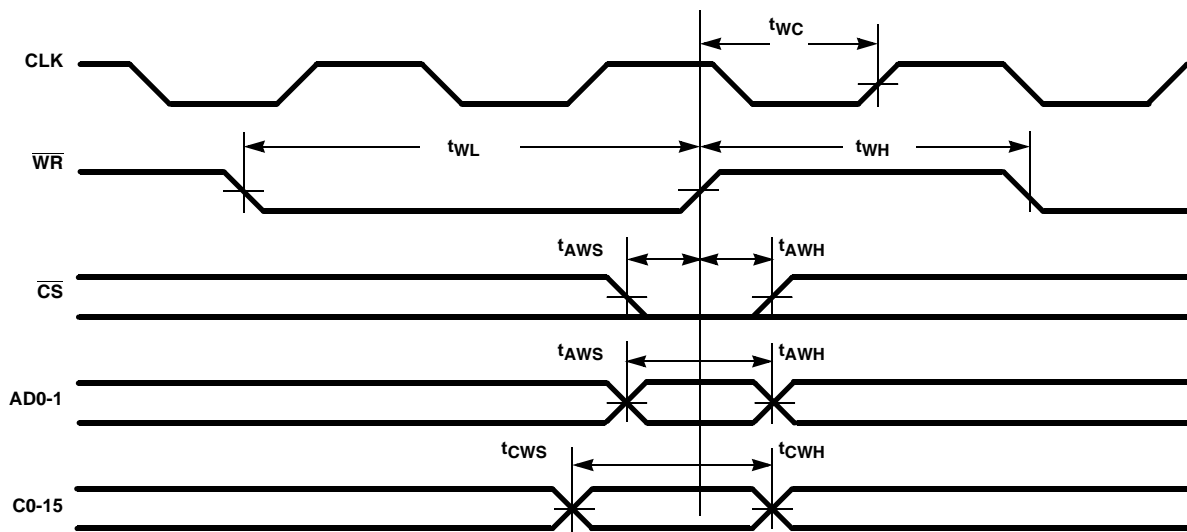 tWC
CLK
tWL
tWH
WR
tAWS
tAWH
CS
tAWS
tAWH
AD0-1
tCWS
tCWH
C0-15